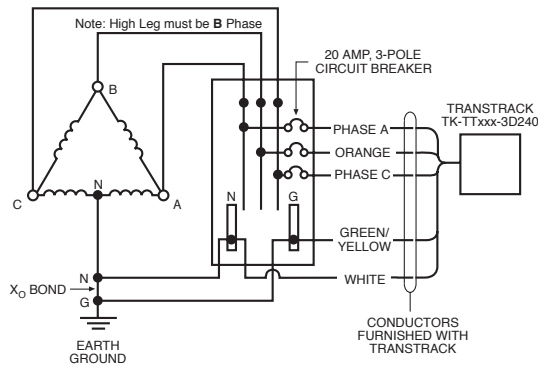 Note: High Leg must be B Phase
20 AMP, 3-POLE
CIRCUIT BREAKER
TRANSTRACK
TK-TTxxx-3D240
B
PHASE A
ORANGE
PHASE C
N
C
A
N
G
GREEN/
YELLOW
N
WHITE
XO BOND
G
EARTH
GROUND
CONDUCTORS
FURNISHED WITH
TRANSTRACK